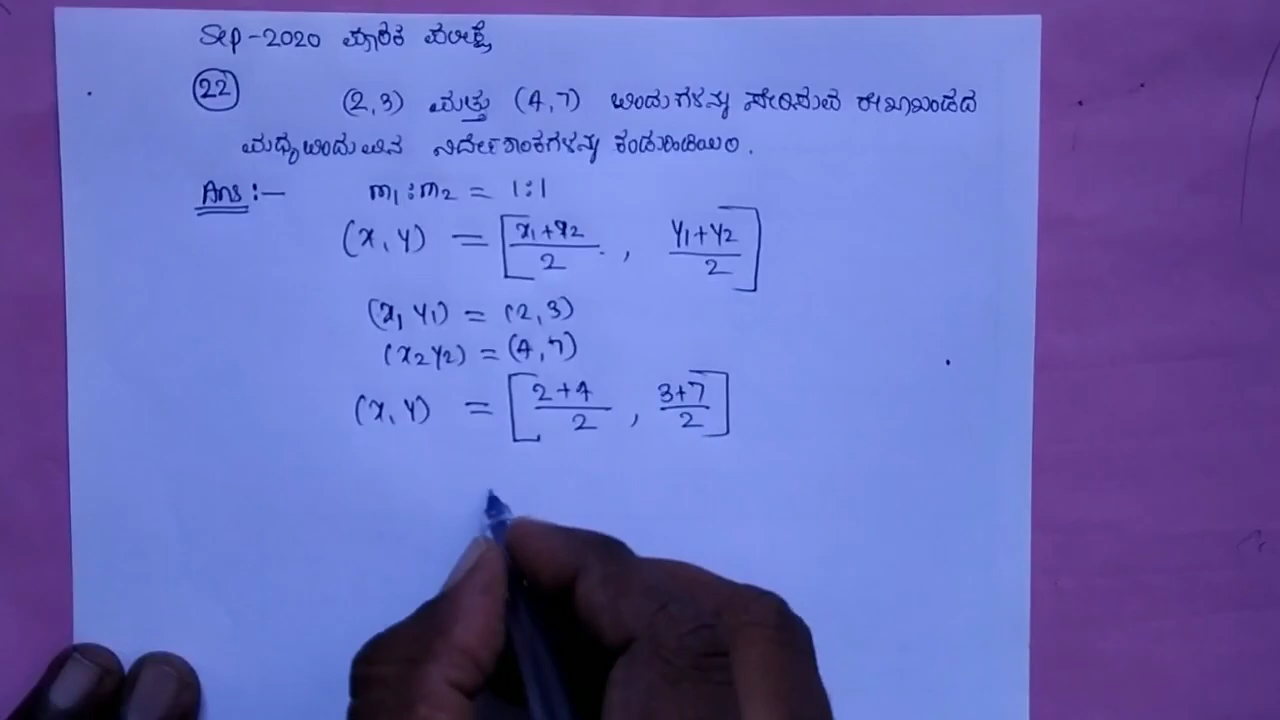 Sep-2020 ಪೂರಕ ಪರೀಕ್ಷೆ
22 (2,3) ಮತ್ತು (4,7) ಬಿಂದುಗಳನ್ನು ಸೇರಿಸುವ ರೇಖಾಖಂಡದ
ಮಧ್ಯಬಿಂದುವಿನ ನಿರ್ದೇಶಾಂಕಗಳನ್ನು ಕಂಡುಹಿಡಿಯಿರಿ.
Ans :- m₁:m₂ = 1:1
(x, y) = [x₁+x₂/2, y₁+y₂/2]
(x₁ y₁) = (2,3)
(x₂y₂) = (4,7)
(x, y) = [2+4/2, 3+7/2]